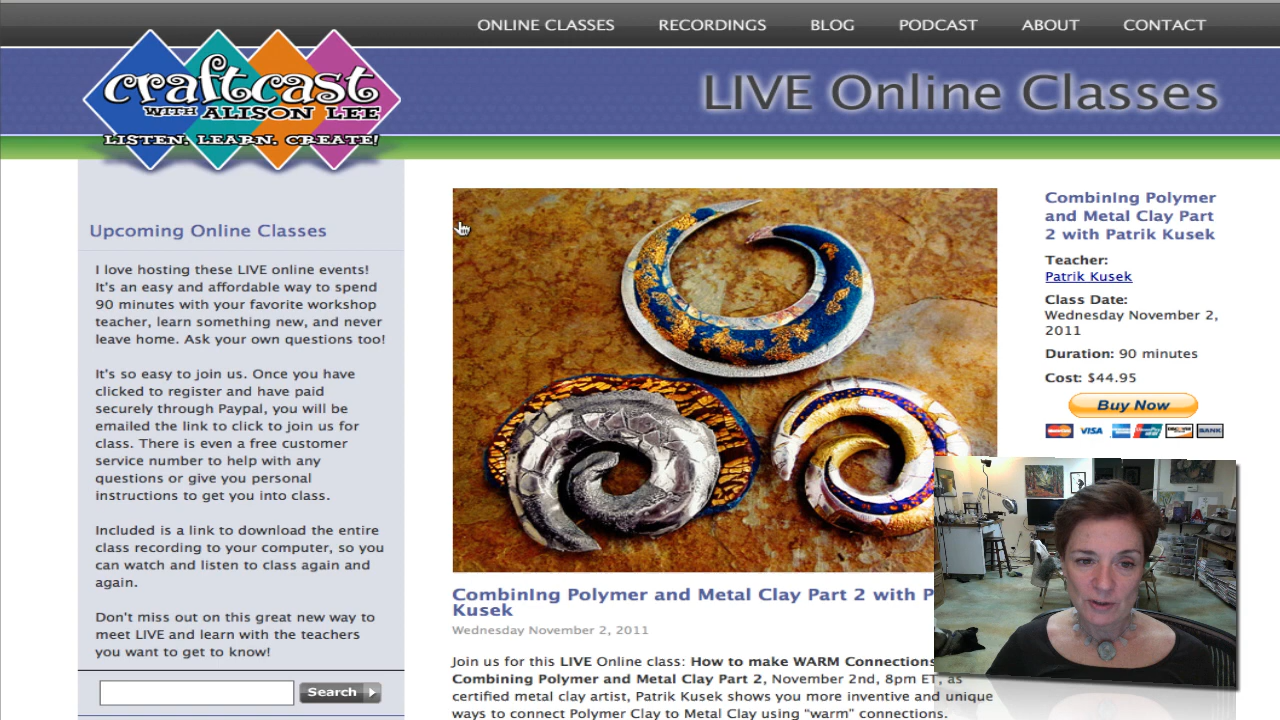 ONLINE CLASSES RECORDINGS BLOG PODCAST ABOUT CONTACT
craftcast
WITH ALISON LEE
LISTEN. LEARN. CREATE!
LIVE Online Classes
Upcoming Online Classes
I love hosting these LIVE online events!
It's an easy and affordable way to spend
90 minutes with your favorite workshop
teacher, learn something new, and never
leave home. Ask your own questions too!
It's so easy to join us. Once you have
clicked to register and have paid
securely through Paypal, you will be
emailed the link to click to join us for
class. There is even a free customer
service number to help with any
questions or give you personal
instructions to get you into class.
Included is a link to download the entire
class recording to your computer, so you
can watch and listen to class again and
again.
Don't miss out on this great new way to
meet LIVE and learn with the teachers
you want to get to know!
Search
CombinIng Polymer and Metal Clay Part 2 with P
Kusek
Wednesday November 2, 2011
Join us for this LIVE Online class: How to make WARM Connections
Combining Polymer and Metal Clay Part 2, November 2nd, 8pm ET, as
certified metal clay artist, Patrik Kusek shows you more inventive and unique
ways to connect Polymer Clay to Metal Clay using "warm" connections.
CombinIng Polymer
and Metal Clay Part
2 with Patrik Kusek
Teacher:
Patrik Kusek
Class Date:
Wednesday November 2,
2011
Duration: 90 minutes
Cost: $44.95
Buy Now
VISA BANK